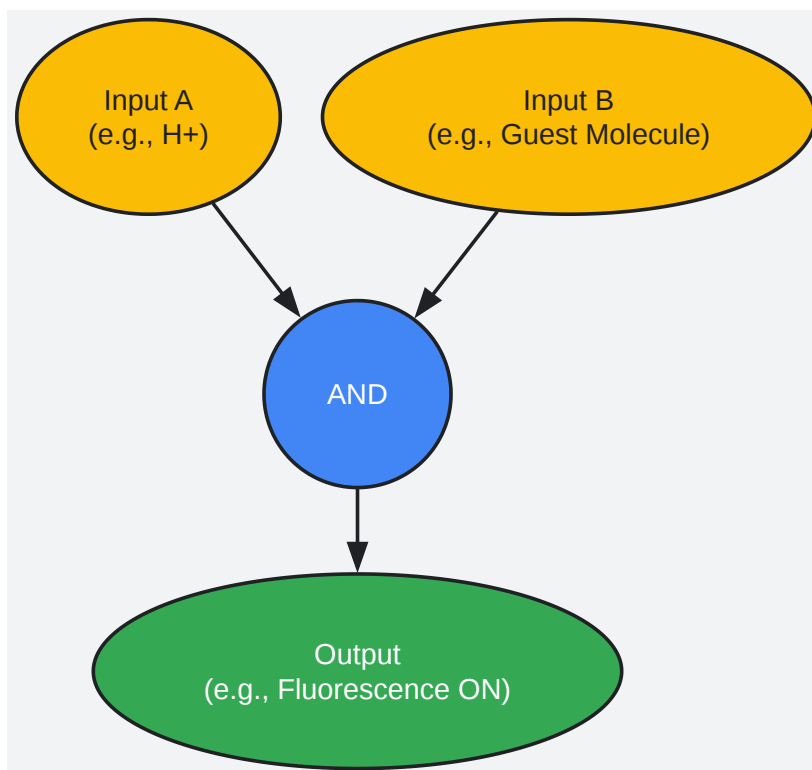 Input A
(e.g., H+)
Input B
(e.g., Guest Molecule)
AND
Output
(e.g., Fluorescence ON)